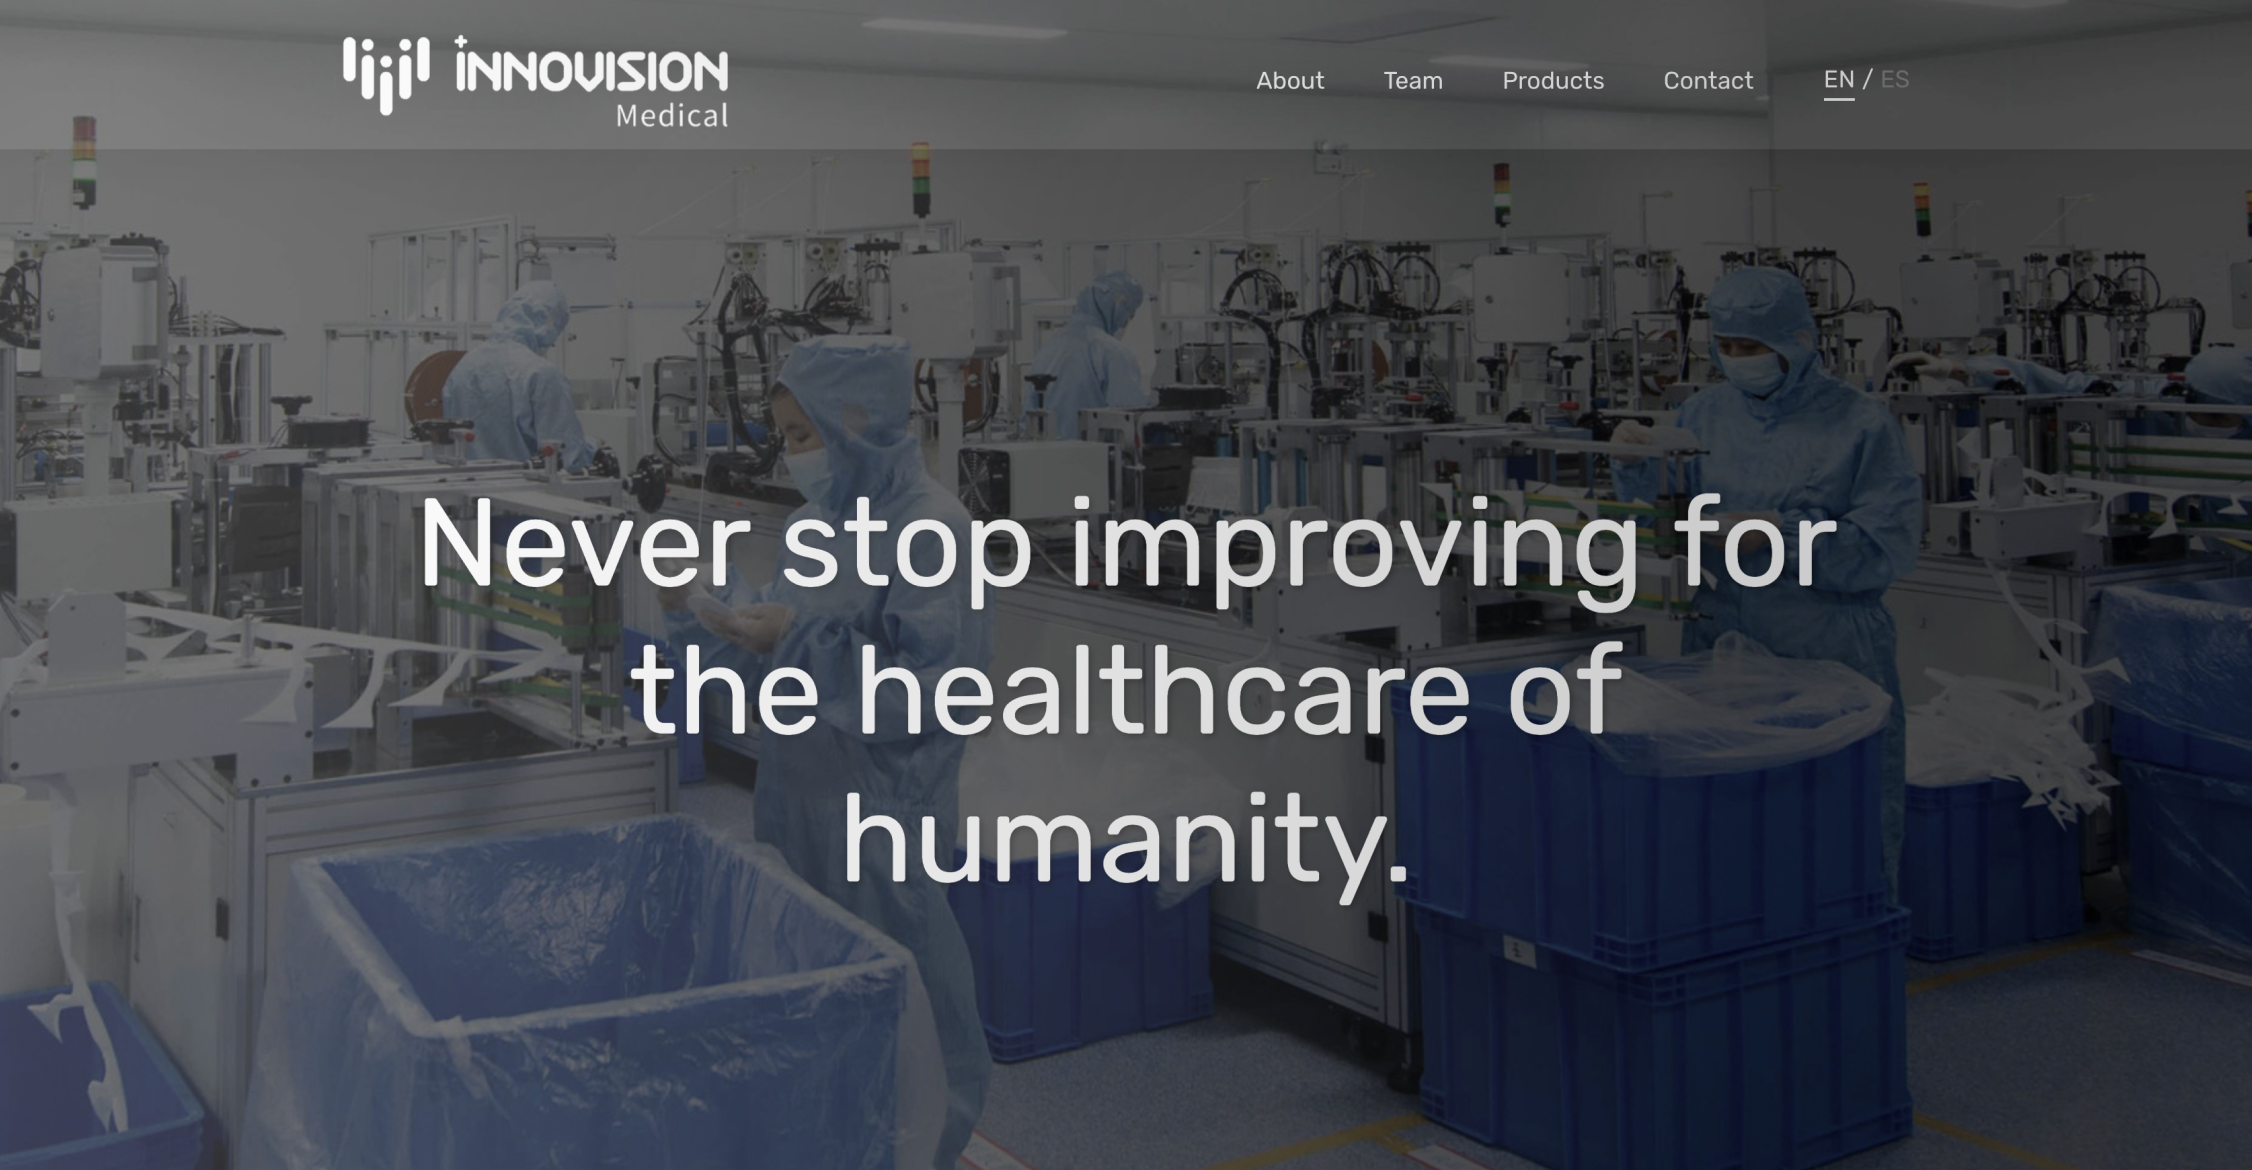 INNOVISION
Medical
About
Team
Products
Contact
EN / ES
Never stop improving for
the healthcare of
humanity.